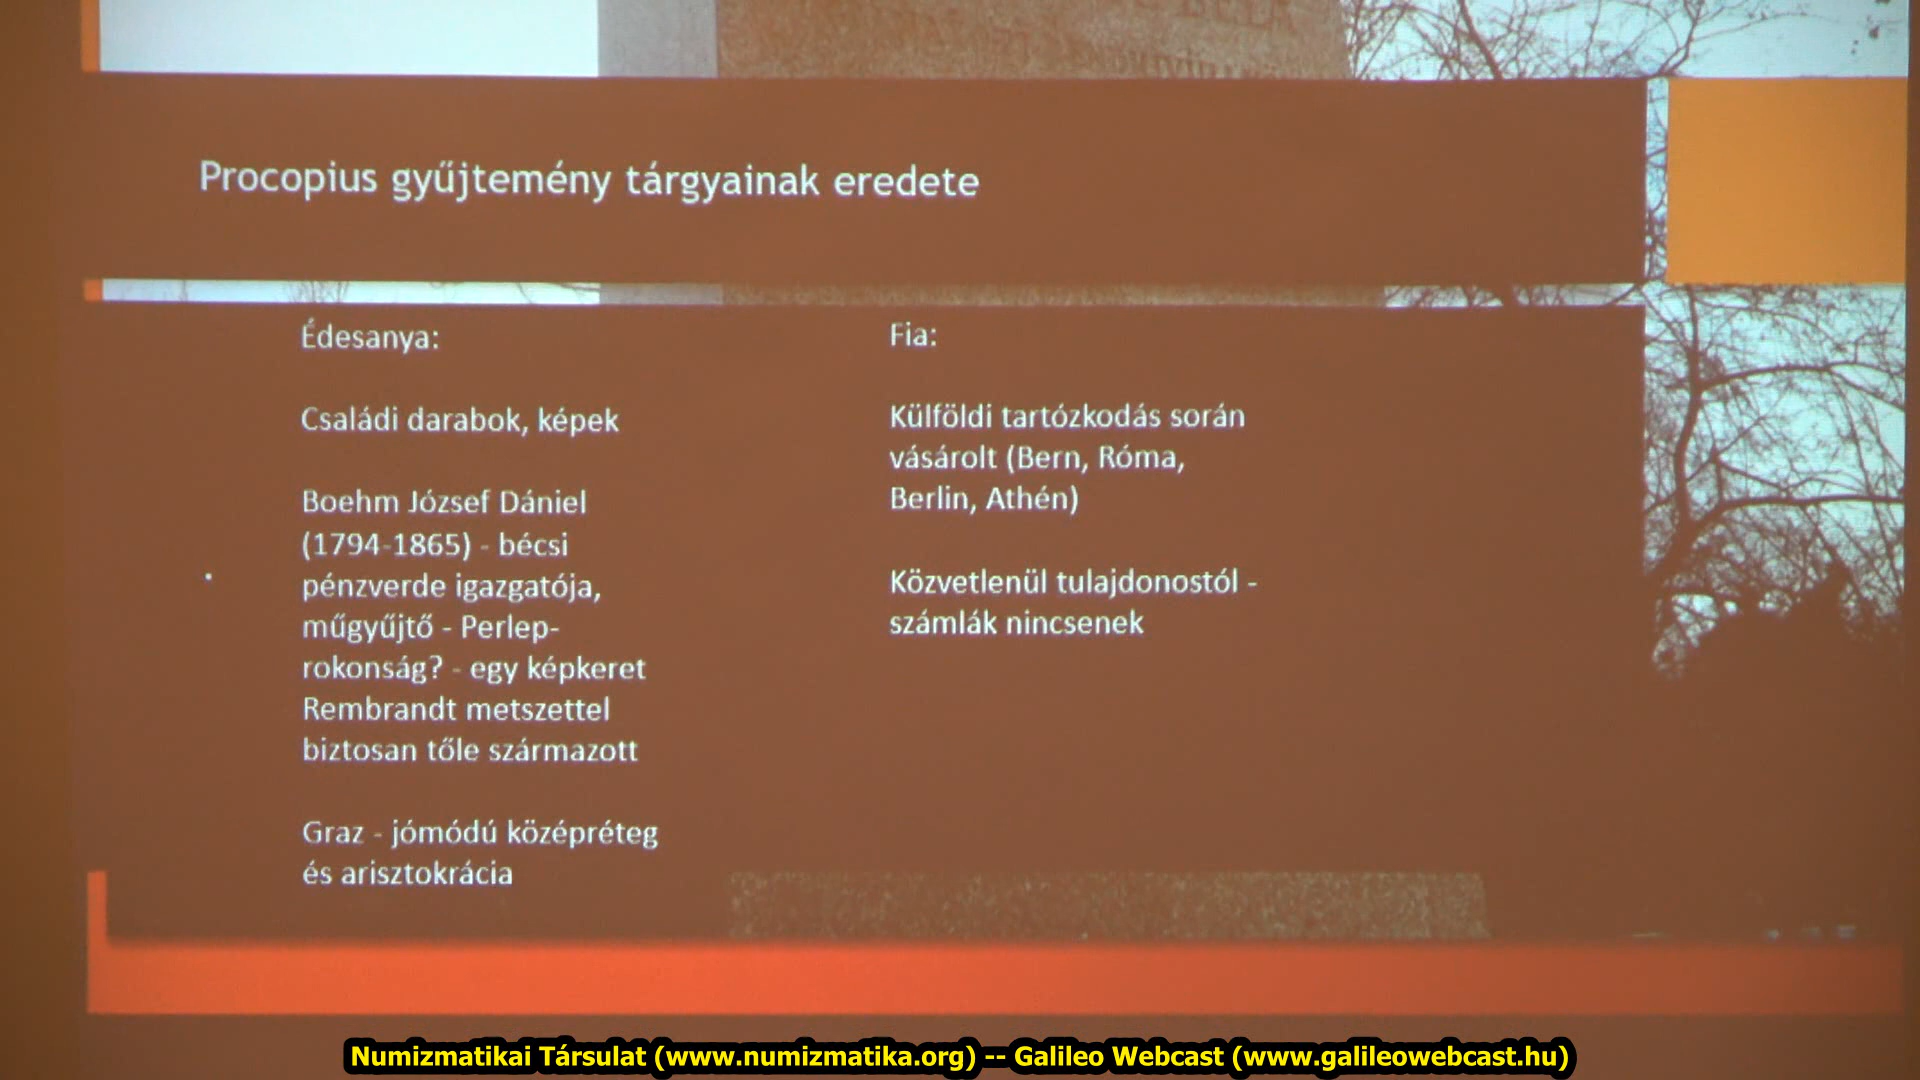 BÉLA
Procopius gyűjtemény tárgyainak eredete
Édesanya:
Családi darabok, képek
Boehm József Dániel
(1794-1865) - bécsi
pénzverde igazgatója,
műgyűjtő - Perlep-
rokonság? - egy képkeret
Rembrandt metszettel
biztosan tőle származott
Graz - jómódú középréteg
és arisztokrácia
Fia:
Külföldi tartózkodás során
vásárolt (Bern, Róma,
Berlin, Athén)
Közvetlenül tulajdonostól -
számlák nincsenek
Numizmatikai Társulat (www.numizmatika.org) -- Galileo Webcast (www.galileowebcast.hu)